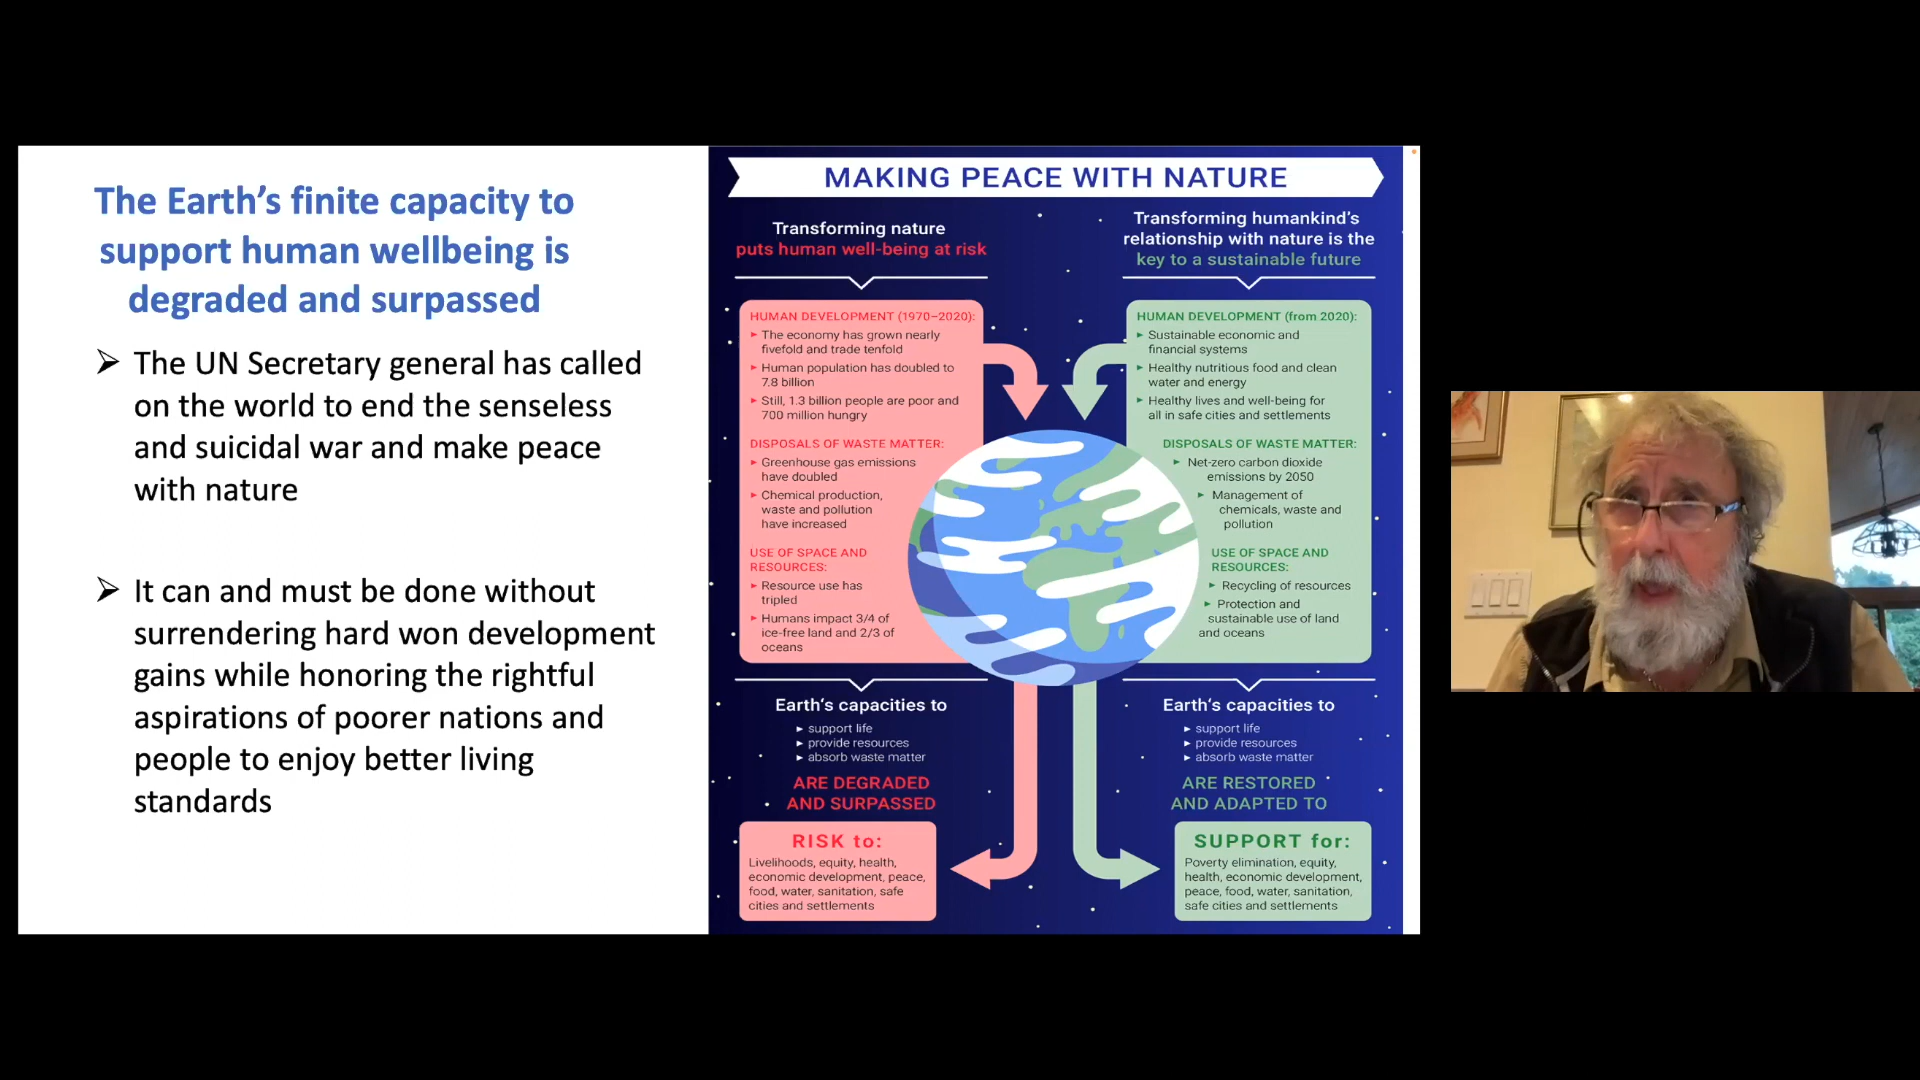 The Earth’s finite capacity to
support human wellbeing is
degraded and surpassed
➢ The UN Secretary general has called
on the world to end the senseless
and suicidal war and make peace
with nature
➢ It can and must be done without
surrendering hard won development
gains while honoring the rightful
aspirations of poorer nations and
people to enjoy better living
standards
MAKING PEACE WITH NATURE
Transforming nature
puts human well-being at risk
HUMAN DEVELOPMENT (1970–2020):
► The economy has grown nearly
fivefold and trade tenfold
► Human population has doubled to
7.8 billion
► Still, 1.3 billion people are poor and
700 million hungry
DISPOSALS OF WASTE MATTER:
► Greenhouse gas emissions
have doubled
► Chemical production,
waste and pollution
have increased
USE OF SPACE AND
RESOURCES:
► Resource use has
tripled
► Humans impact 3/4 of
ice-free land and 2/3 of
oceans
Earth’s capacities to
► support life
► provide resources
► absorb waste matter
ARE DEGRADED
AND SURPASSED
RISK to:
Livelihoods, equity, health,
economic development, peace,
food, water, sanitation, safe
cities and settlements
Transforming humankind’s
relationship with nature is the
key to a sustainable future
HUMAN DEVELOPMENT (from 2020):
► Sustainable economic and
financial systems
► Healthy nutritious food and clean
water and energy
► Healthy lives and well-being for
all in safe cities and settlements
DISPOSALS OF WASTE MATTER:
► Net-zero carbon dioxide
emissions by 2050
► Management of
chemicals, waste and
pollution
USE OF SPACE AND
RESOURCES:
► Recycling of resources
► Protection and
sustainable use of land
and oceans
Earth’s capacities to
► support life
► provide resources
► absorb waste matter
ARE RESTORED
AND ADAPTED TO
SUPPORT for:
Poverty elimination, equity,
health, economic development,
peace, food, water, sanitation,
safe cities and settlements